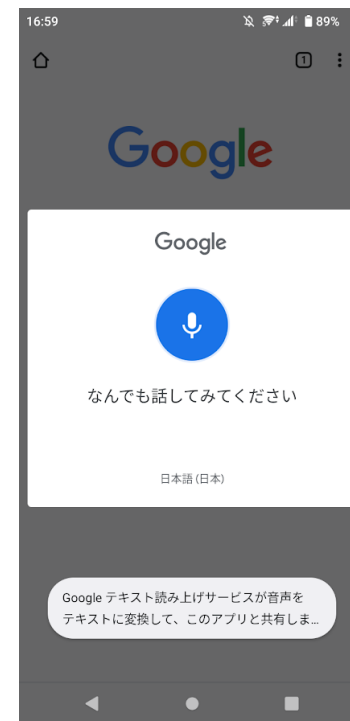 16:59
89%
1
Google
Google
なんでも話してみてください
日本語 (日本)
Google テキスト読み上げサービスが音声を
テキストに変換して、このアプリと共有しま...